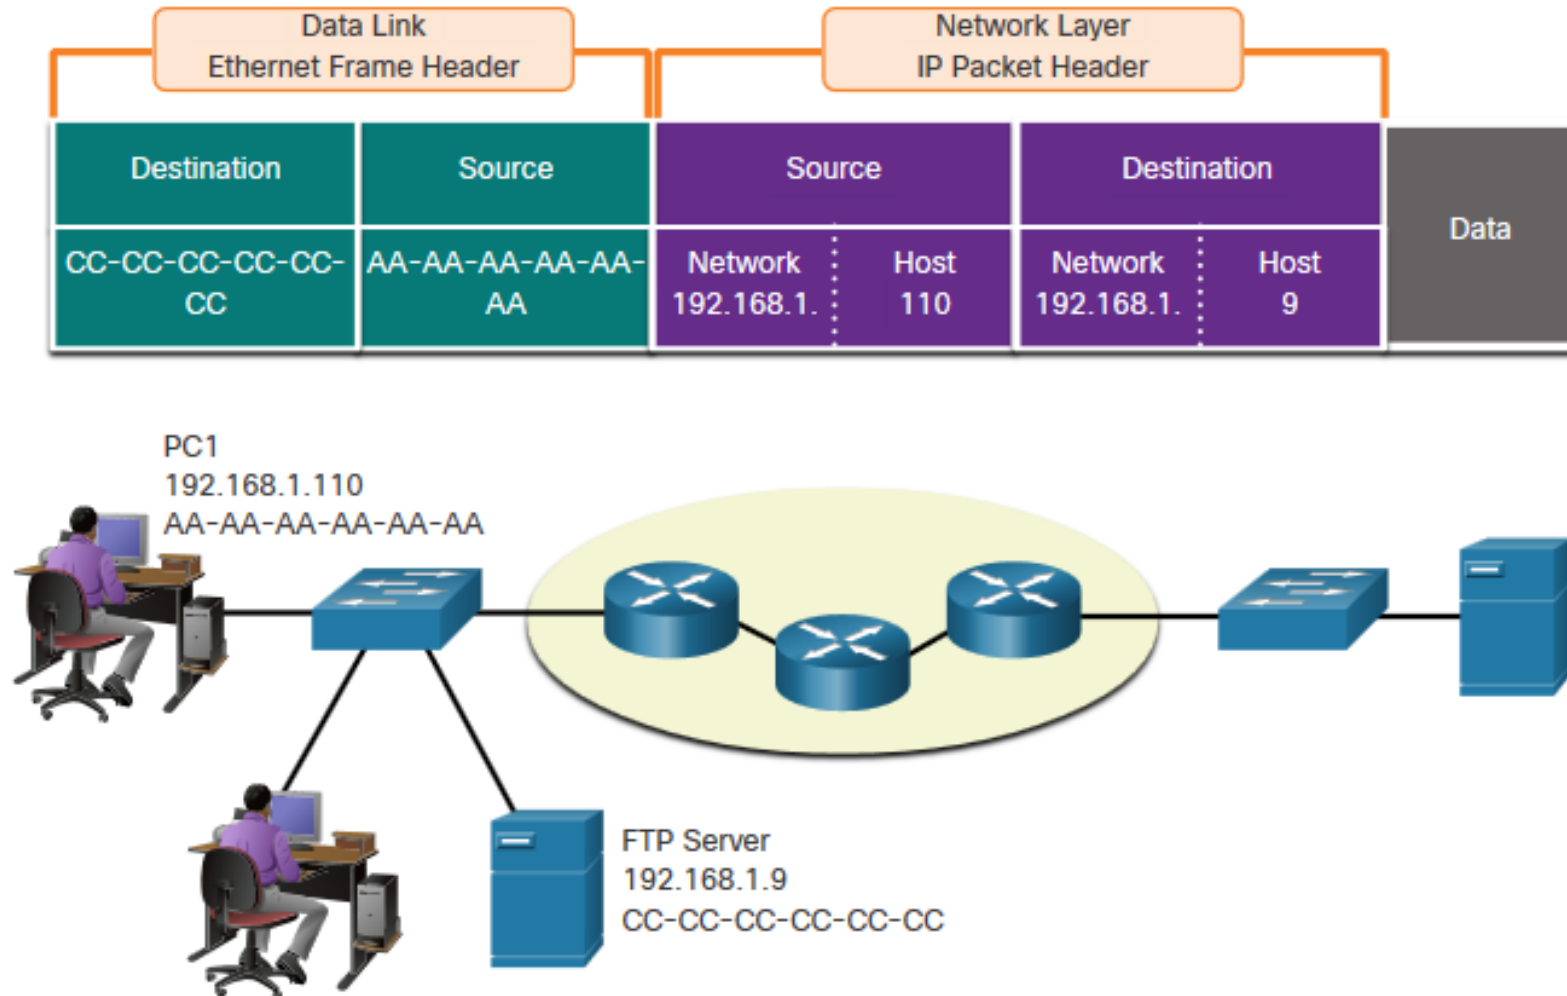 Data Link
Ethernet Frame Header
Network Layer
IP Packet Header
Destination
Source
Source
Destination
Data
CC-CC-CC-CC-CC-
CC
AA-AA-AA-AA-AA-
AA
Network
192.168.1.
Host
110
Network
192.168.1.
Host
9
PC1
192.168.1.110
AA-AA-AA-AA-AA-AA
FTP Server
192.168.1.9
CC-CC-CC-CC-CC-CC